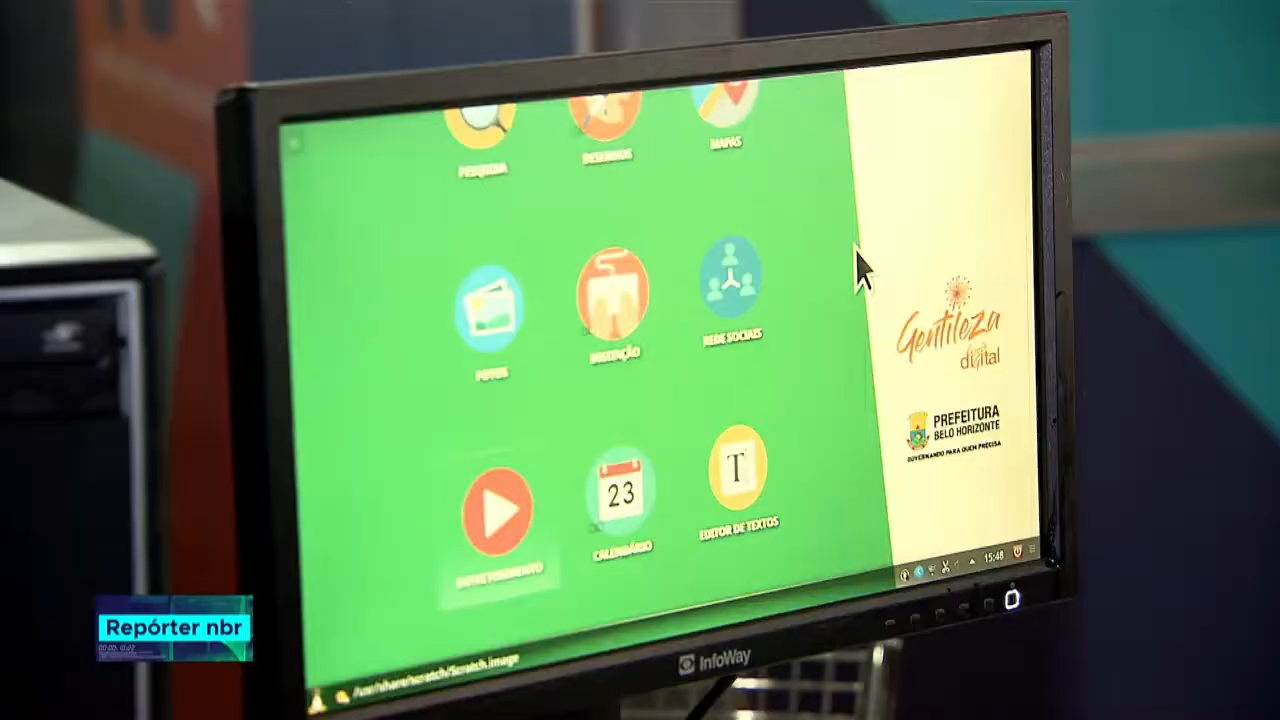 PESQUISA
DESENHOS
MAPAS
FOTOS
REDE SOCIAIS
23
CALENDÁRIO
T
EDITOR DE TEXTOS
Gentileza
digital
PREFEITURA
BELO HORIZONTE
GOVERNANDO PARA QUEM PRECISA
15:48
/usr/share/scratch/Scratch.image
InfoWay
Repórter nbr